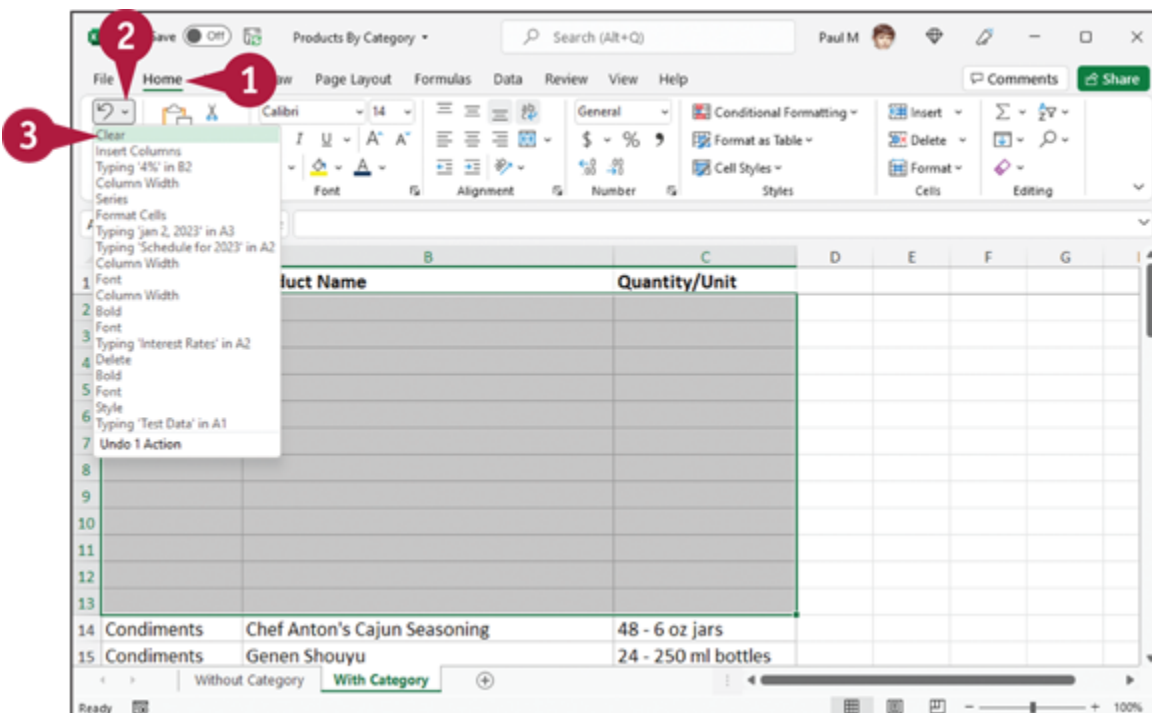 2
Save Off Products By Category Search (Alt+Q) Paul M
File Home Page Layout Formulas Data Review View Help Comments Share
1
Calibri 14 General Conditional Formatting Insert
3
Clear
Insert Columns
Typing '4%' in B2
Column Width
Series
Format Cells
Typing 'jan 2, 2023' in A3
Typing 'Schedule for 2023' in A2
Column Width
Font
Column Width
Bold
Font
Typing 'Interest Rates' in A2
Delete
Bold
Font
Style
Typing 'Test Data' in A1
Undo 1 Action
I U A A $ % Format as Table Delete
A Cell Styles Format
Font Alignment Number Styles Cells Editing
B C D E F G
1 duct Name Quantity/Unit
2
3
4
5
6
7
8
9
10
11
12
13
14 Condiments Chef Anton's Cajun Seasoning 48 - 6 oz jars
15 Condiments Genen Shouyu 24 - 250 ml bottles
Without Category With Category
Ready 100%